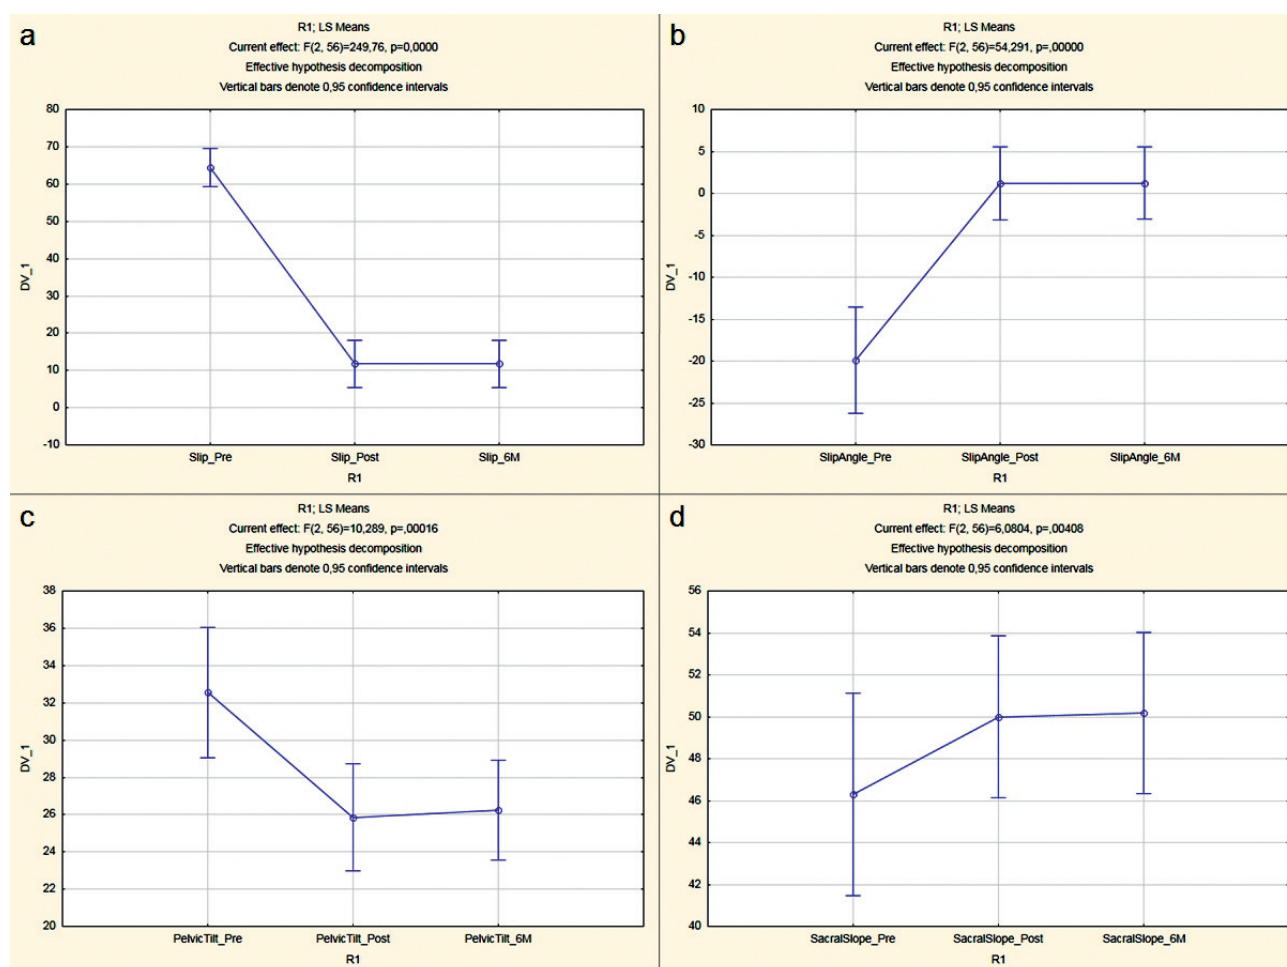 a
R1; LS Means
Current effect: F(2, 56)=249,76, p=0,0000
Effective hypothesis decomposition
Vertical bars denote 0,95 confidence intervals
80
70
60
50
40
30
20
10
0
-10
DV_1
Slip_Pre Slip_Post Slip_6M
R1
b
R1; LS Means
Current effect: F(2, 56)=54,291, p=,00000
Effective hypothesis decomposition
Vertical bars denote 0,95 confidence intervals
10
5
0
-5
-10
-15
-20
-25
-30
DV_1
SlipAngle_Pre SlipAngle_Post SlipAngle_6M
R1
c
R1; LS Means
Current effect: F(2, 56)=10,289, p=,00016
Effective hypothesis decomposition
Vertical bars denote 0,95 confidence intervals
38
36
34
32
30
28
26
24
22
20
DV_1
PelvicTilt_Pre PelvicTilt_Post PelvicTilt_6M
R1
d
R1; LS Means
Current effect: F(2, 56)=6,0804, p=,00408
Effective hypothesis decomposition
Vertical bars denote 0,95 confidence intervals
56
54
52
50
48
46
44
42
40
DV_1
SacralSlope_Pre SacralSlope_Post SacralSlope_6M
R1